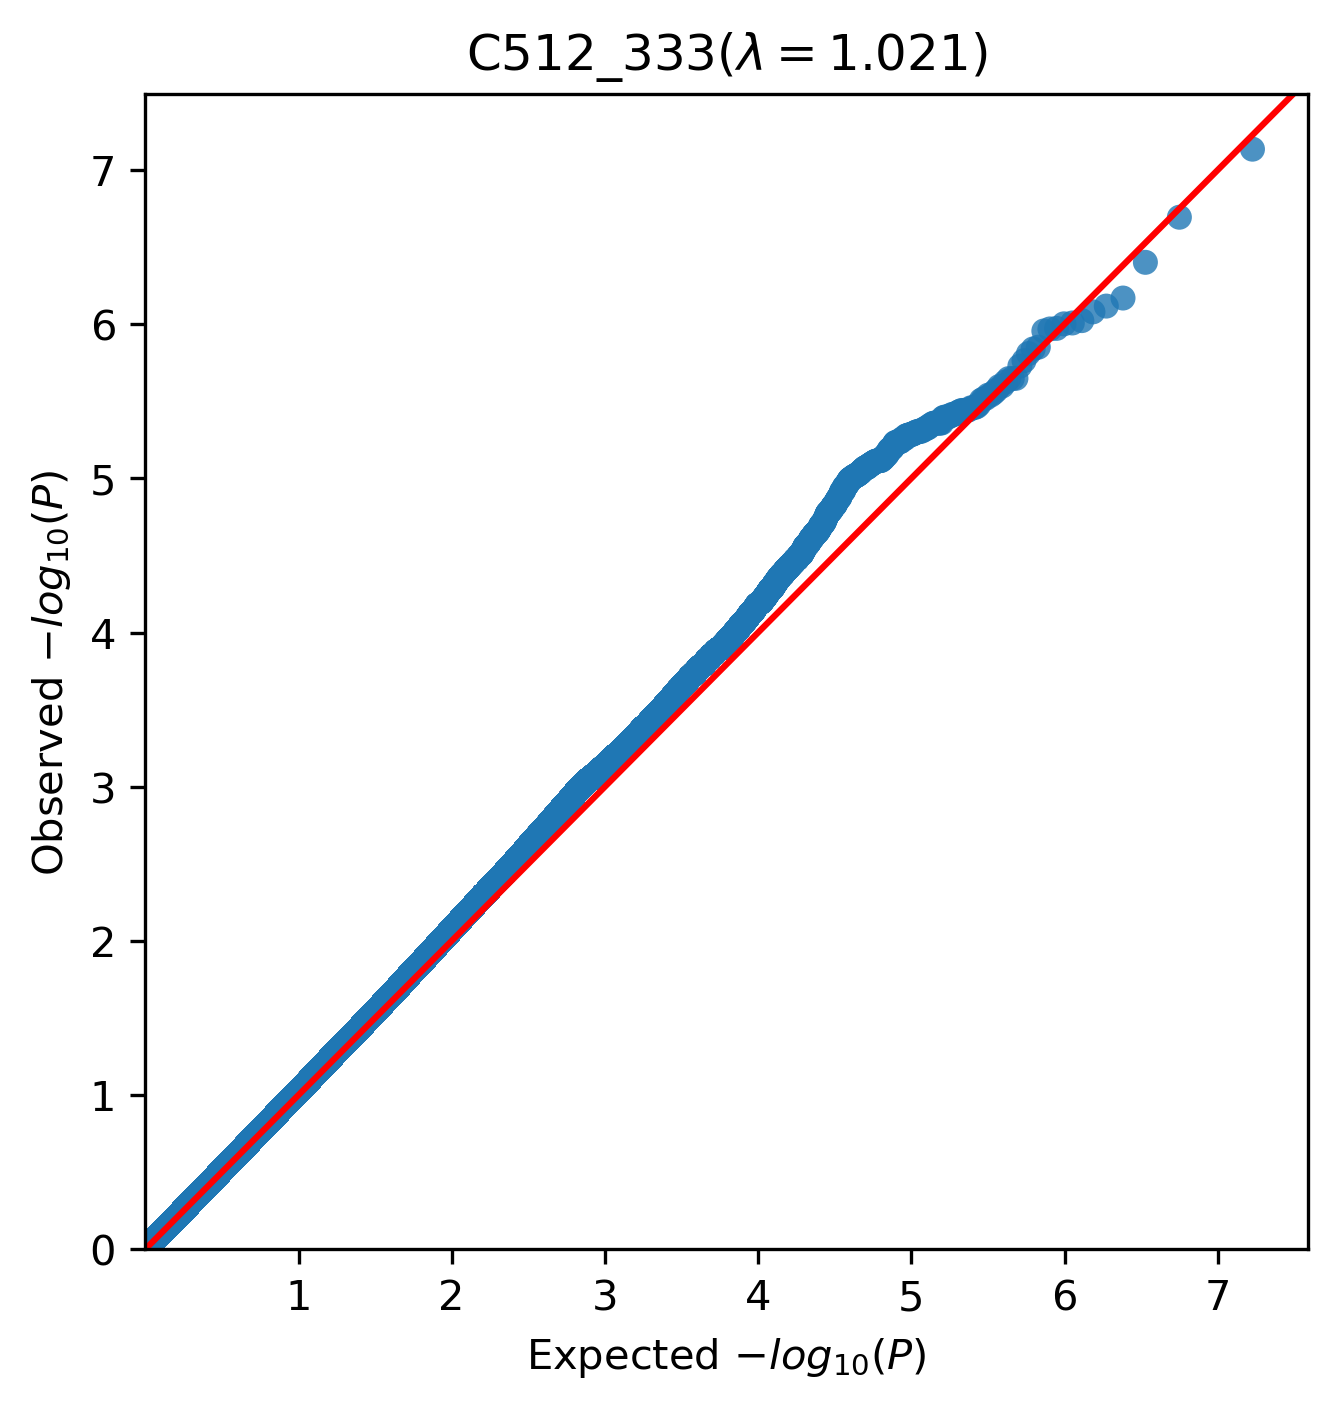 C512_333(λ = 1.021)
Observed −log₁₀(P)
7
6
5
4
3
2
1
0
1 2 3 4 5 6 7
Expected −log₁₀(P)